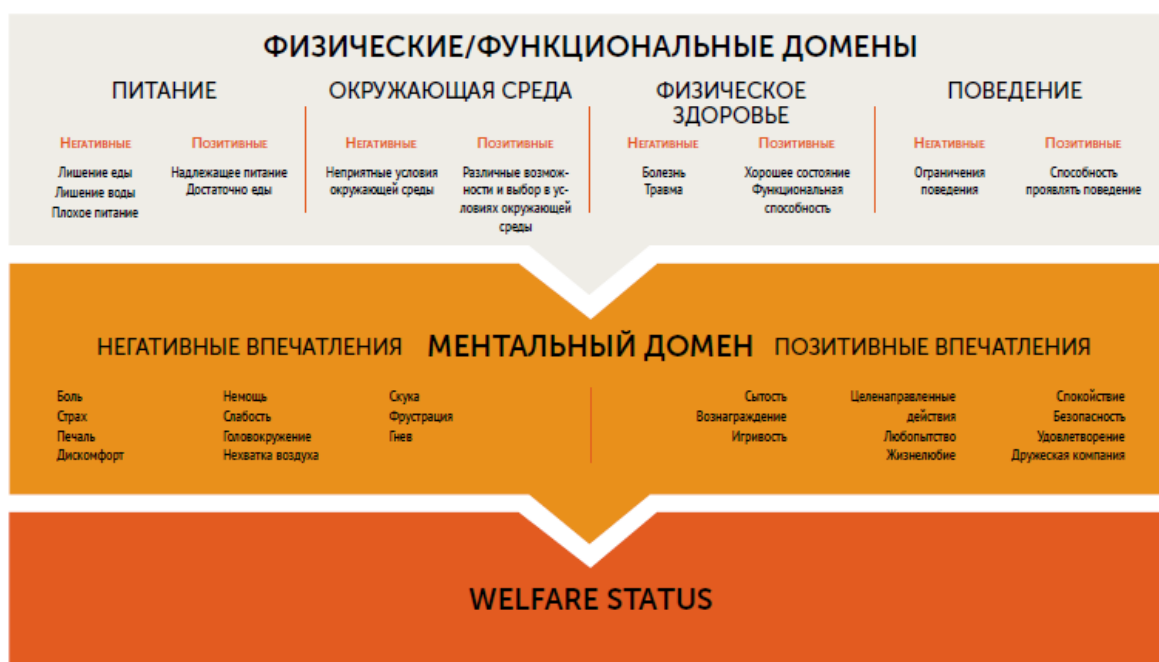 ФИЗИЧЕСКИЕ/ФУНКЦИОНАЛЬНЫЕ ДОМЕНЫ
ПИТАНИЕ
Негативные
Лишение еды
Лишение воды
Плохое питание
Позитивные
Надлежащее питание
Достаточно еды
ОКРУЖАЮЩАЯ СРЕДА
Негативные
Неприятные условия
окружающей среды
Позитивные
Различные возмож-
ности и выбор в ус-
ловиях окружающей
среды
ФИЗИЧЕСКОЕ
ЗДОРОВЬЕ
Негативные
Болезнь
Травма
Позитивные
Хорошее состояние
Функциональная
способность
ПОВЕДЕНИЕ
Негативные
Ограничения
поведения
Позитивные
Способность
проявлять поведение
НЕГАТИВНЫЕ ВПЕЧАТЛЕНИЯ МЕНТАЛЬНЫЙ ДОМЕН ПОЗИТИВНЫЕ ВПЕЧАТЛЕНИЯ
Боль
Страх
Печаль
Дискомфорт
Немощь
Слабость
Головокружение
Нехватка воздуха
Скука
Фрустрация
Гнев
Сытость
Вознаграждение
Игривость
Целенаправленные
действия
Любопытство
Жизнелюбие
Спокойствие
Безопасность
Удовлетворение
Дружеская компания
WELFARE STATUS